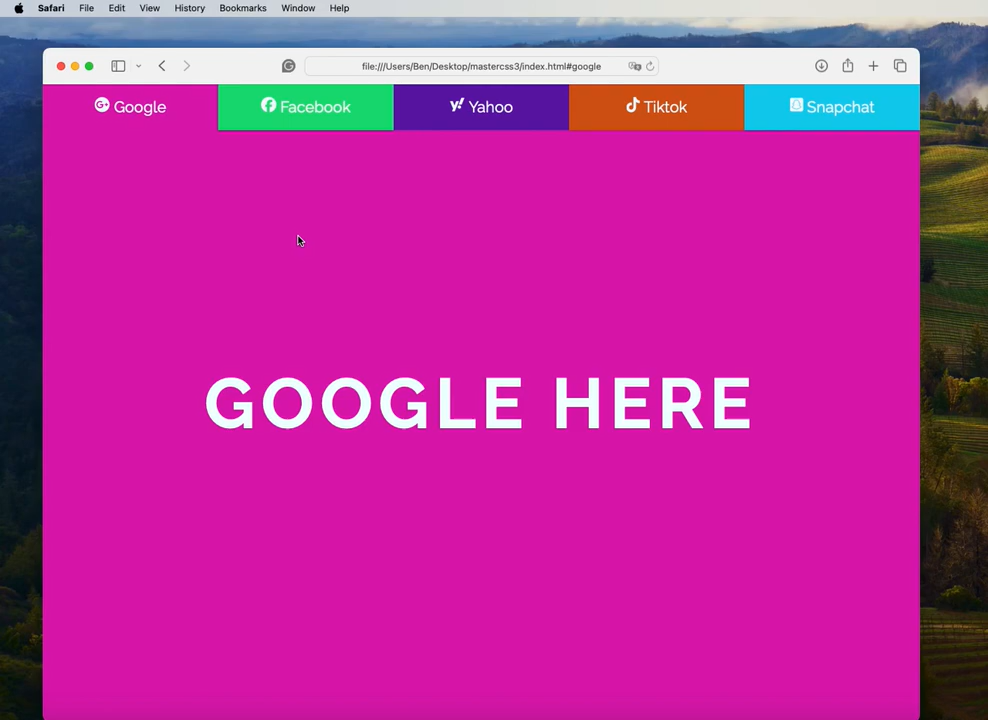 Safari File Edit View History Bookmarks Window Help
file:///Users/Ben/Desktop/mastercss3/index.html#google
Google Facebook Yahoo Tiktok Snapchat
GOOGLE HERE